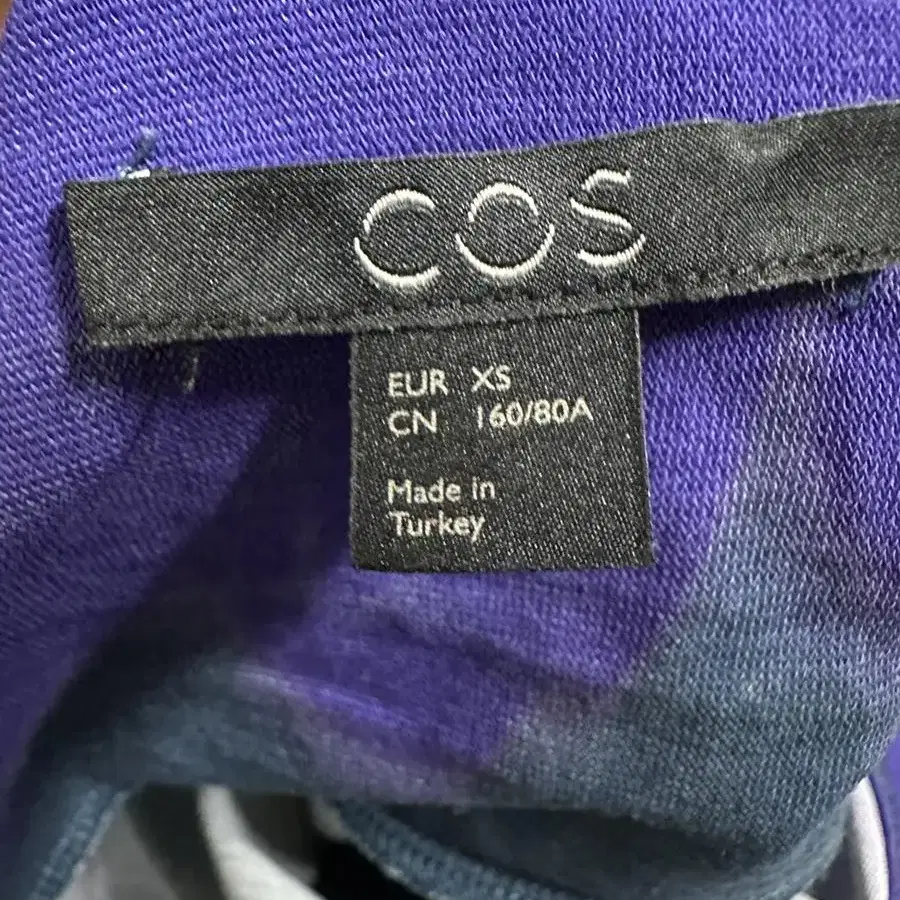 COS
EUR XS
CN 160/80A
Made in
Turkey